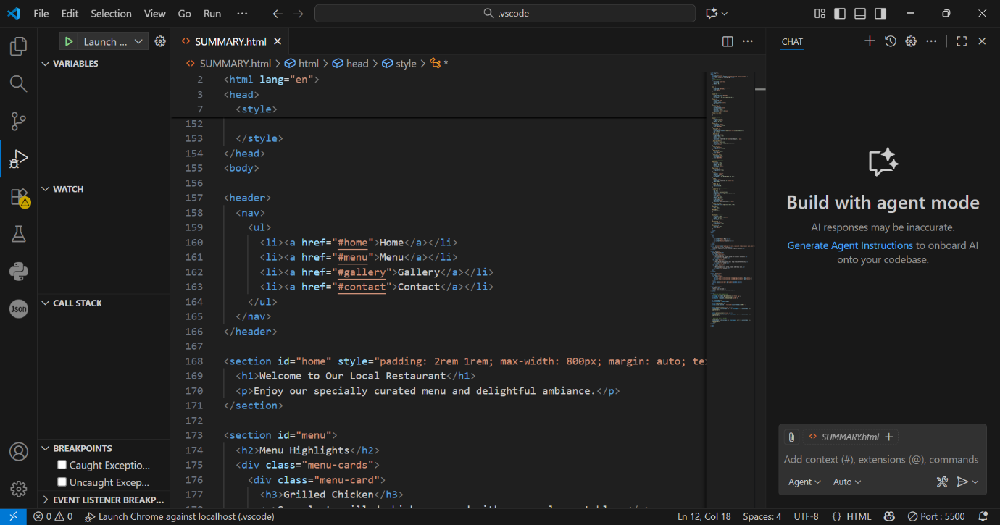 File Edit Selection View Go Run ··· .vscode
Launch ... SUMMARY.html CHAT
VARIABLES
SUMMARY.html > html > head > style > *
2 <html lang="en">
3 <head>
7 <style>
152
153 </style>
154 </head>
155 <body>
156
157 <header>
158 <nav>
159 <ul>
160 <li><a href="#home">Home</a></li>
161 <li><a href="#menu">Menu</a></li>
162 <li><a href="#gallery">Gallery</a></li>
163 <li><a href="#contact">Contact</a></li>
164 </ul>
165 </nav>
166 </header>
167
168 <section id="home" style="padding: 2rem 1rem; max-width: 800px; margin: auto;
169 <h1>Welcome to Our Local Restaurant</h1>
170 <p>Enjoy our specially curated menu and delightful ambiance.</p>
171 </section>
172
173 <section id="menu">
174 <h2>Menu Highlights</h2>
175 <div class="menu-cards">
176 <div class="menu-card">
177 <h3>Grilled Chicken</h3>
WATCH
CALL STACK
Json
BREAKPOINTS
Caught Exceptio...
Uncaught Excep...
EVENT LISTENER BREAKP...
Build with agent mode
AI responses may be inaccurate.
Generate Agent Instructions to onboard AI
onto your codebase.
SUMMARY.html
Add context (#), extensions (@), commands
Agent Auto
0 0 Launch Chrome against localhost (.vscode) Ln 12, Col 18 Spaces: 4 UTF-8 {} HTML Port : 5500